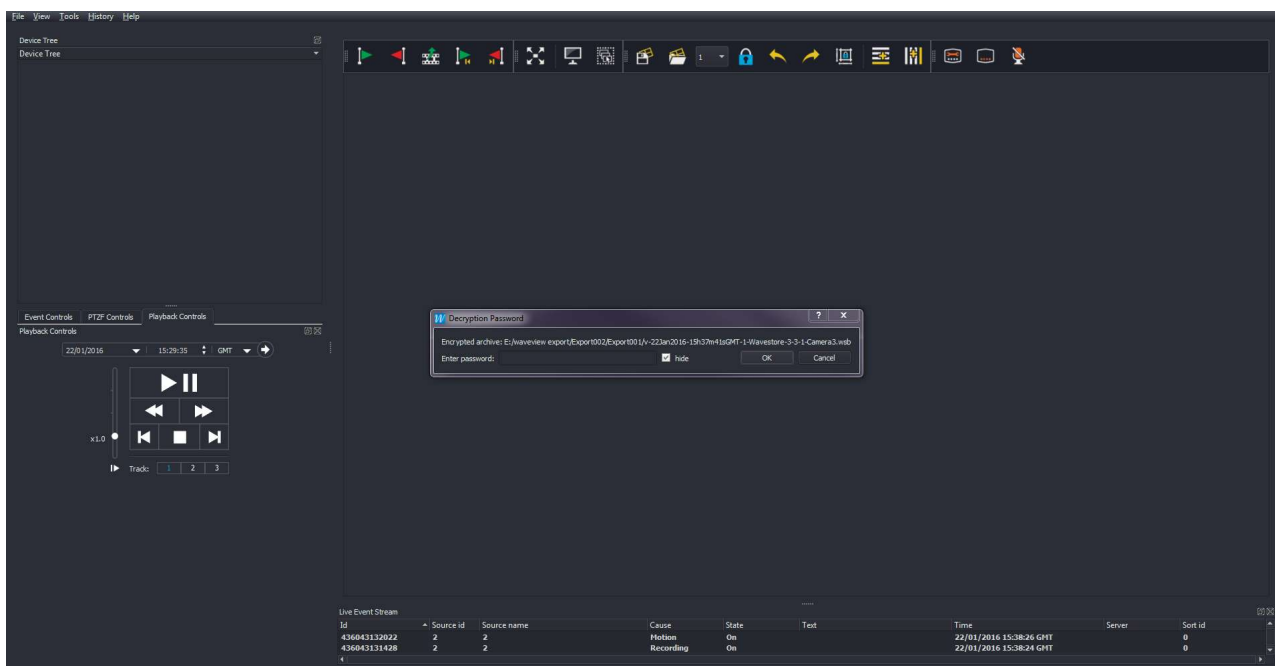 File View Tools History Help
Device Tree
Device Tree
1
W Decryption Password
? X
Encrypted archive: E:/waveview export/Export002/Export001/v-22Jan2016-15h37m41sGMT-1-Wavestore-3-3-1-Camera3.wsb
Enter password: hide OK Cancel
Event Controls PTZF Controls Playback Controls
Playback Controls
22/01/2016 15:29:35 GMT
x1.0
Track: 1 2 3
Live Event Stream
Id Source id Source name Cause State Text Time Server Sort id
436043132022 2 2 Motion On 22/01/2016 15:38:26 GMT 0
436043131428 2 2 Recording On 22/01/2016 15:38:24 GMT 0